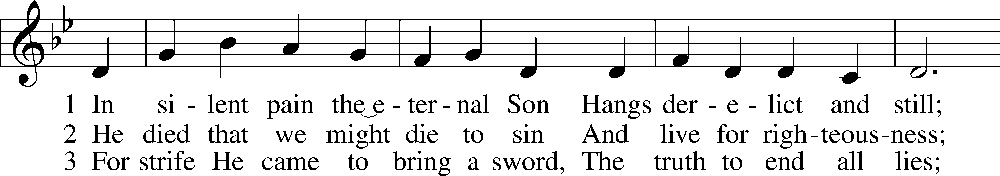 1 In si - lent pain the e - ter - nal Son Hangs der - e - lict and still;
2 He died that we might die to sin And live for righ - teous - ness;
3 For strife He came to bring a sword, The truth to end all lies;